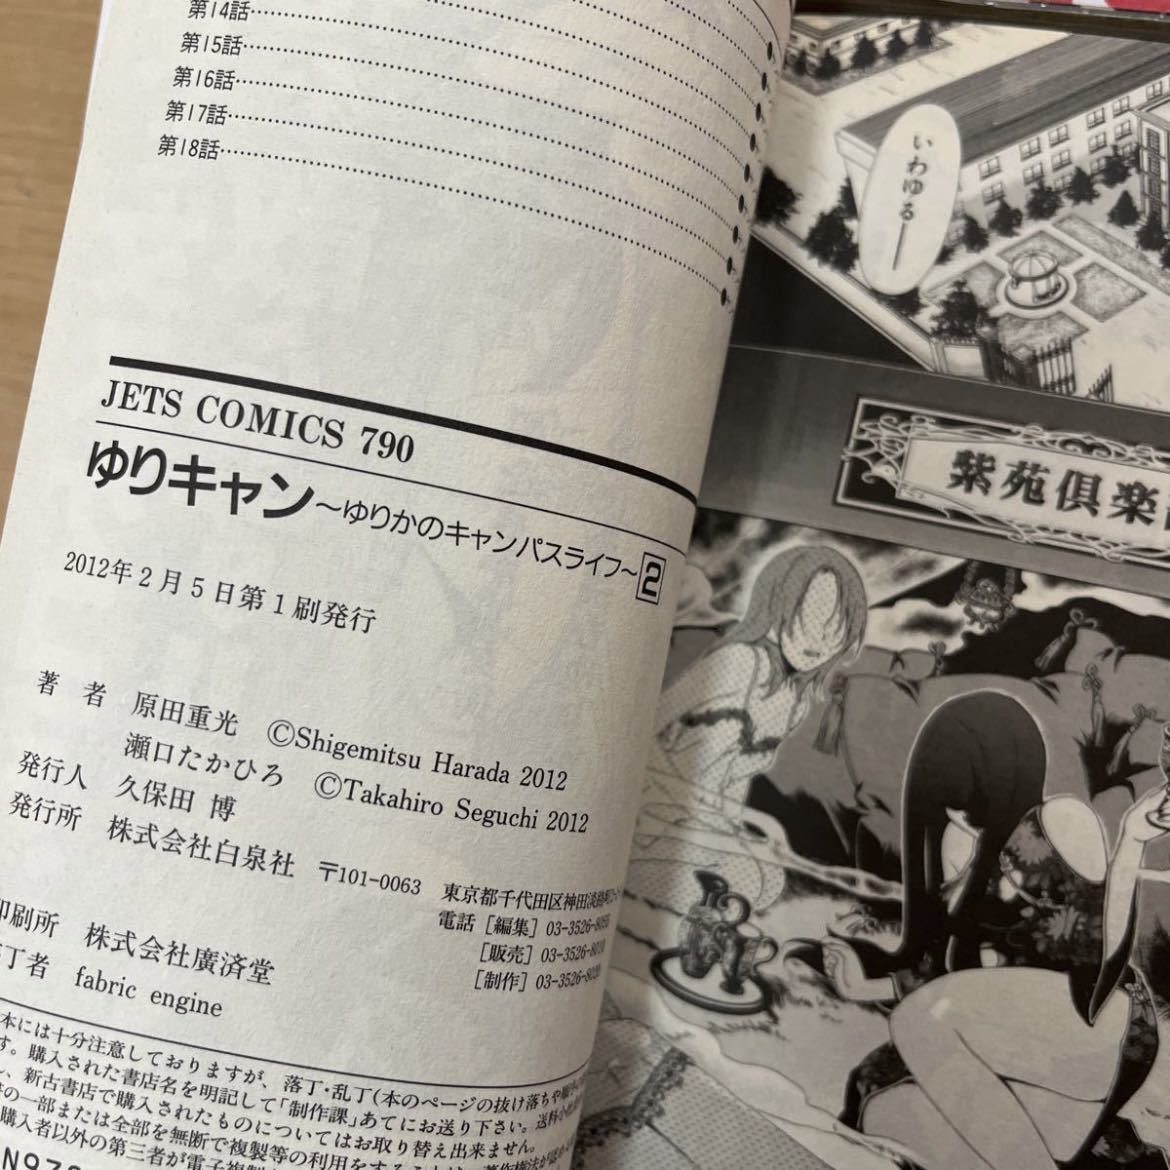 第14話
第15話
第16話
第17話
第18話
JETS COMICS 790
ゆりキャン~ゆりかのキャンパスライフ~2
2012年2月5日第1刷発行
著者 原田重光 ©Shigemitsu Harada 2012
瀬口たかひろ ©Takahiro Seguchi 2012
発行人 久保田 博
発行所 株式会社白泉社 〒101-0063 東京都千代田区神田淡路町
電話[編集]03-3526-
[販売]03-3526-
[制作]03-3526-
印刷所 株式会社廣済堂
丁者 fabric engine
本には十分注意しておりますが、落丁・乱丁(本のページの抜け落ちや
す。購入された書店名を明記して「制作課」あてにお送り下さい。送料
、新古書店で購入されたものについてはお取り替え出来ません。
の一部または全部を無断で複製等の利用をする
購入者以外の第三者が電子複製
いわゆる──
紫苑倶楽